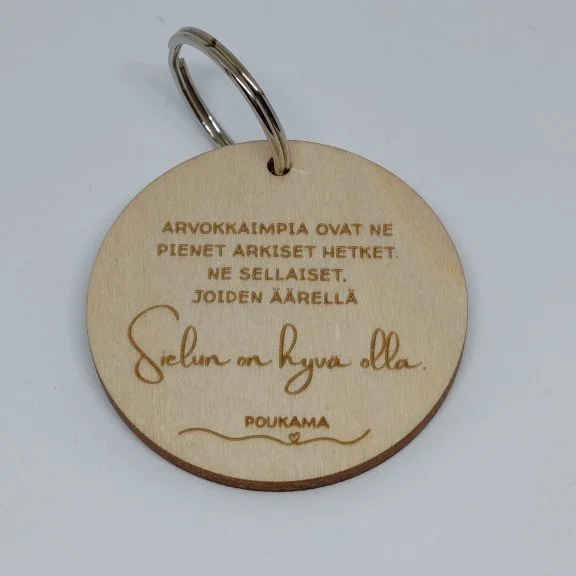 ARVOKKAIMPIA OVAT NE
PIENET ARKISET HETKET.
NE SELLAISET,
JOIDEN ÄÄRELLÄ
Sielun on hyvä olla.
POUKAMA